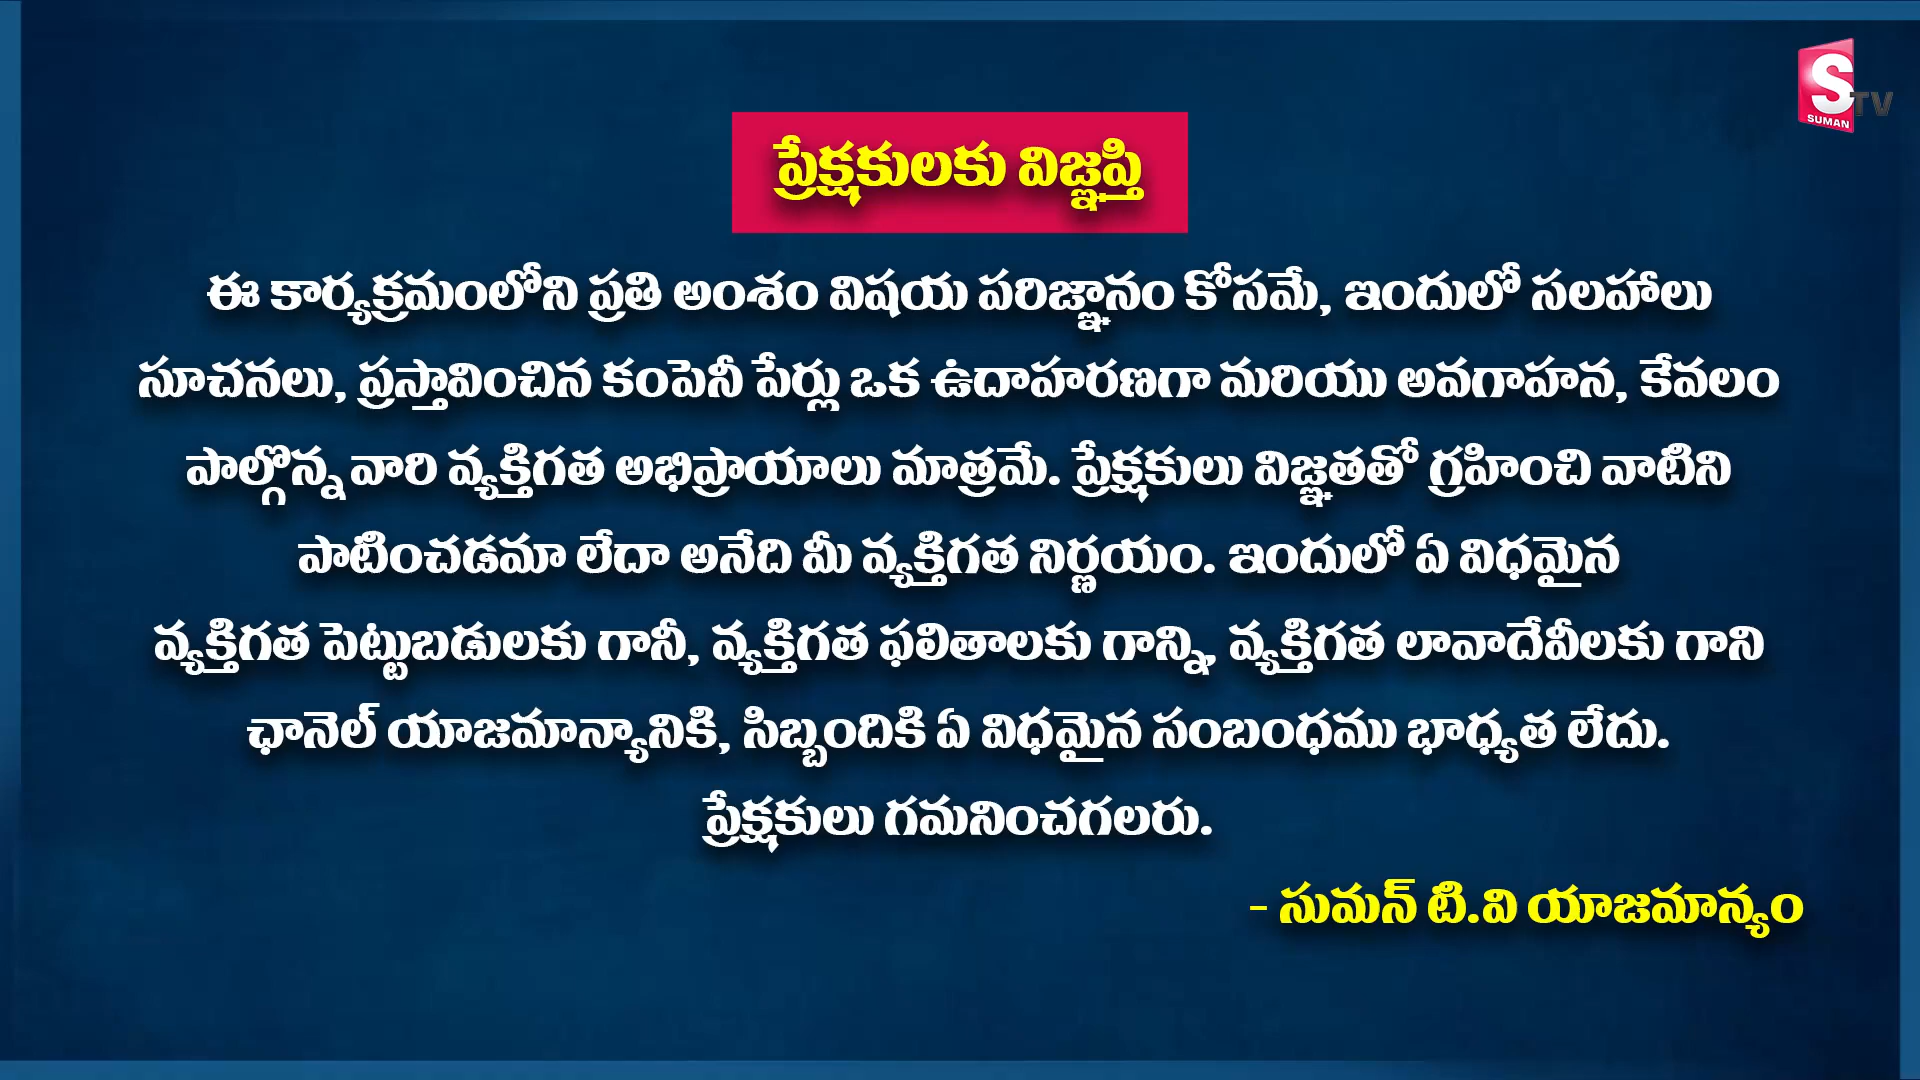 S TV
SUMAN
ప్రేక్షకులకు విజ్ఞప్తి
ఈ కార్యక్రమంలోని ప్రతి అంశం విషయ పరిజ్ఞానం కోసమే, ఇందులో సలహాలు
సూచనలు, ప్రస్తావించిన కంపెనీ పేర్లు ఒక ఉదాహరణగా మరియు అవగాహన, కేవలం
పాల్గొన్న వారి వ్యక్తిగత అభిప్రాయాలు మాత్రమే. ప్రేక్షకులు విజ్ఞతతో గ్రహించి వాటిని
పాటించడమా లేదా అనేది మీ వ్యక్తిగత నిర్ణయం. ఇందులో ఏ విధమైన
వ్యక్తిగత పెట్టుబడులకు గానీ, వ్యక్తిగత ఫలితాలకు గాన్ని, వ్యక్తిగత లావాదేవీలకు గాని
ఛానెల్ యాజమాన్యానికి, సిబ్బందికి ఏ విధమైన సంబంధము భాధ్యత లేదు.
ప్రేక్షకులు గమనించగలరు.
- సుమన్ టి.వి యాజమాన్యం